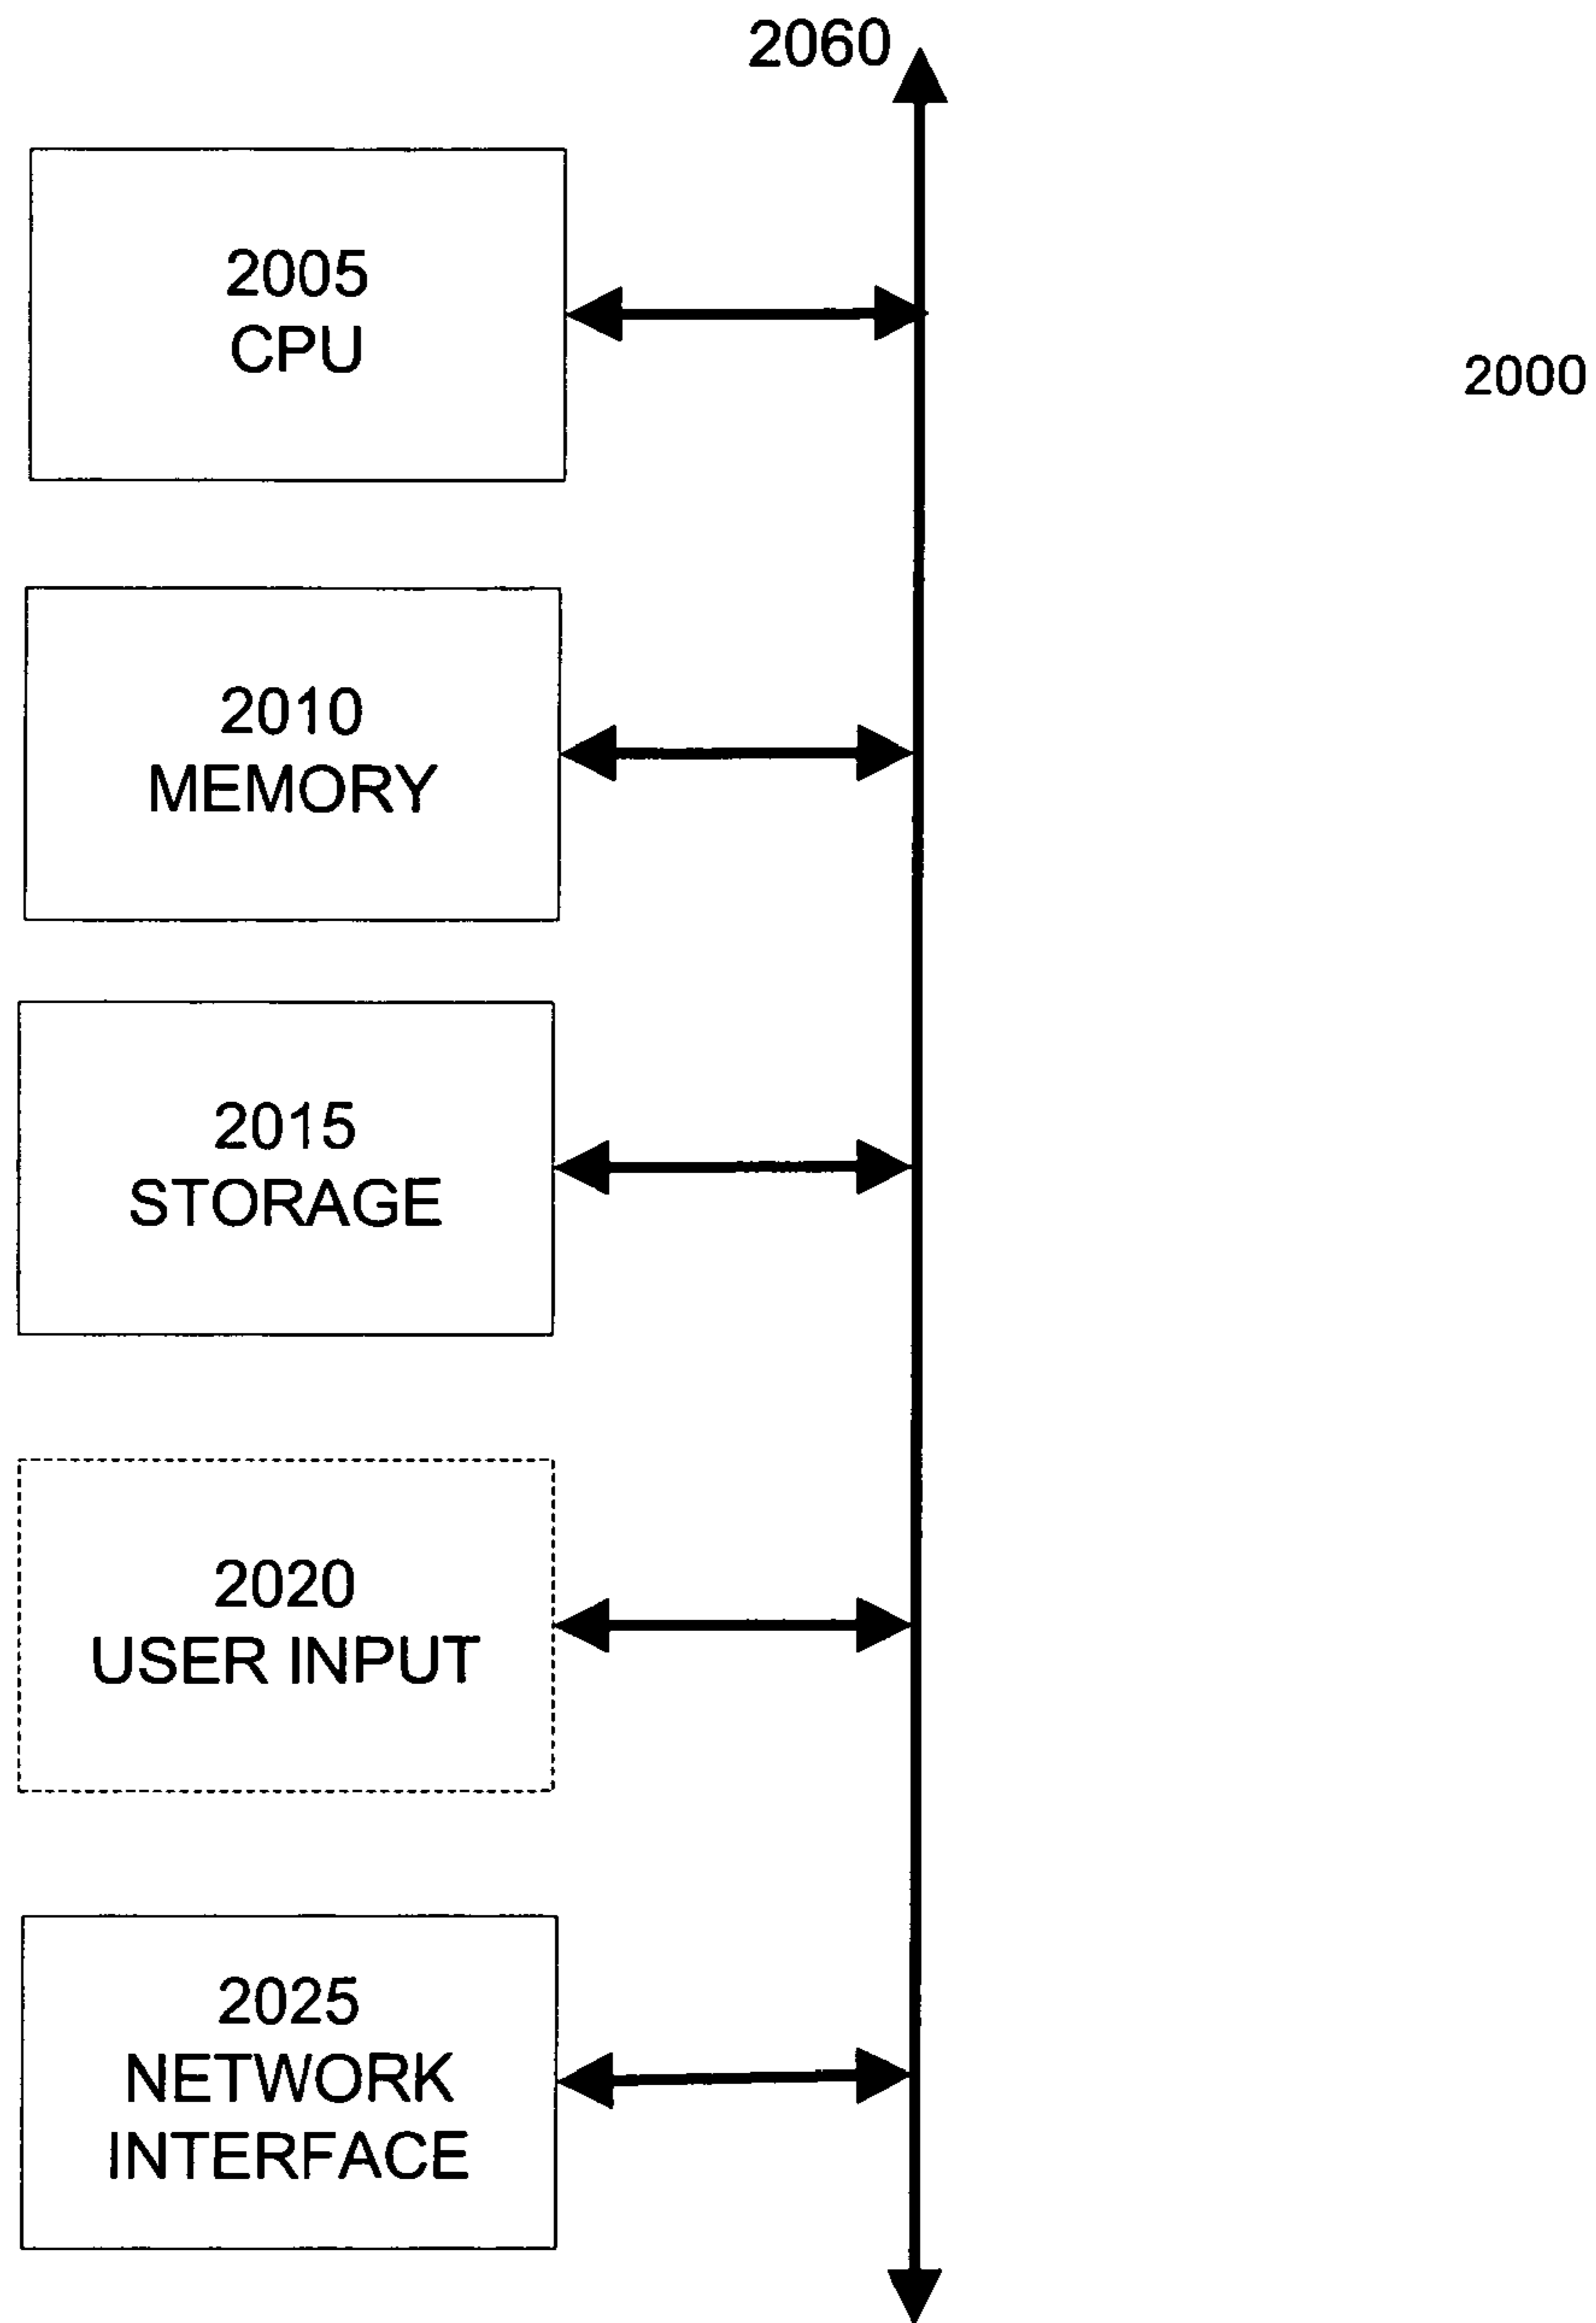 2060
2005
CPU
2000
2010
MEMORY
2015
STORAGE
2020
USER INPUT
2025
NETWORK
INTERFACE